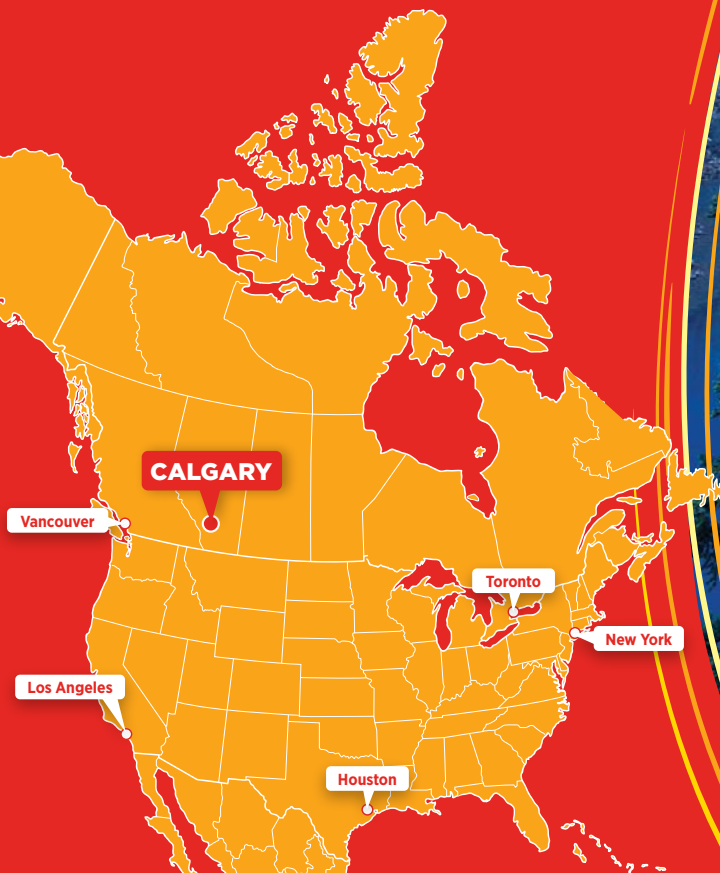 CALGARY
Vancouver
Toronto
New York
Los Angeles
Houston